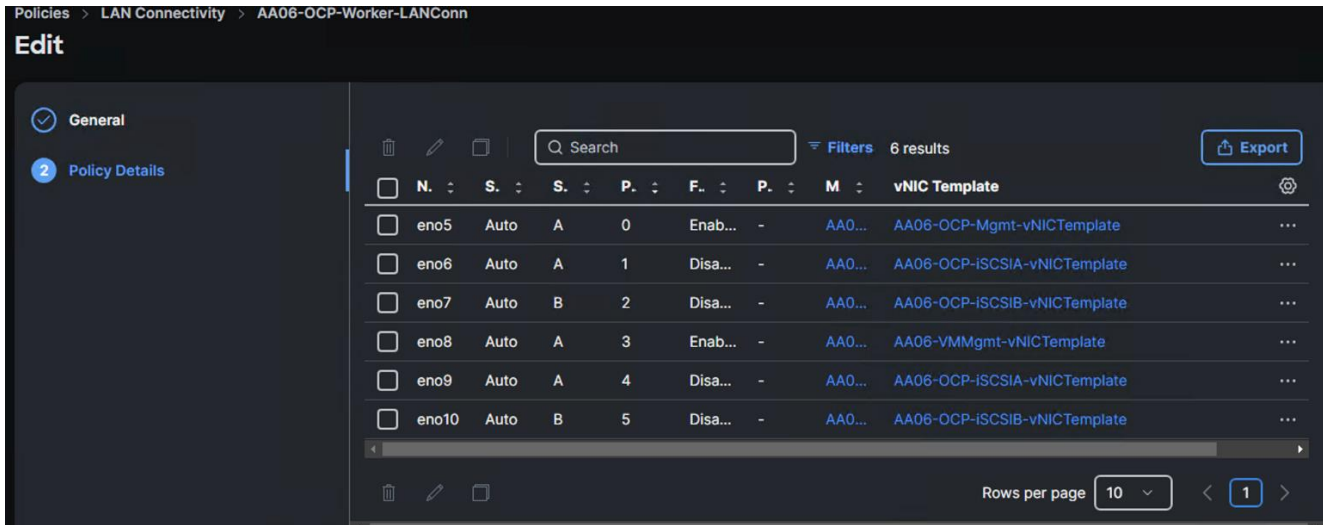 Policies > LAN Connectivity > AA06-OCP-Worker-LANConn
Edit
General
2 Policy Details
Search Filters 6 results Export
N. S. S. P. F.. P. M vNIC Template
eno5 Auto A 0 Enab... - AA0... AA06-OCP-Mgmt-vNICTemplate ...
eno6 Auto A 1 Disa... - AA0... AA06-OCP-iSCSIA-vNICTemplate ...
eno7 Auto B 2 Disa... - AA0... AA06-OCP-iSCSIB-vNICTemplate ...
eno8 Auto A 3 Enab... - AA0... AA06-VMMgmt-vNICTemplate ...
eno9 Auto A 4 Disa... - AA0... AA06-OCP-iSCSIA-vNICTemplate ...
eno10 Auto B 5 Disa... - AA0... AA06-OCP-iSCSIB-vNICTemplate ...
Rows per page 10 < 1 >